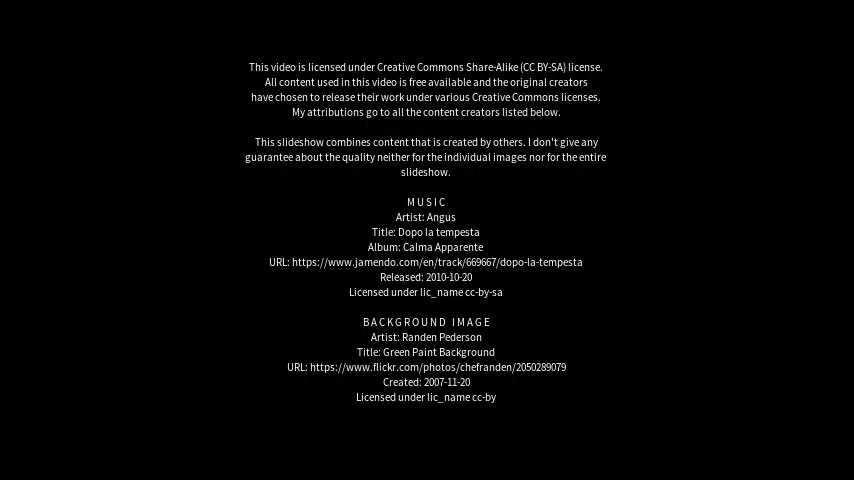 This video is licensed under Creative Commons Share-Alike (CC BY-SA) license.
All content used in this video is free available and the original creators
have chosen to release their work under various Creative Commons licenses.
My attributions go to all the content creators listed below.
This slideshow combines content that is created by others. I don't give any
guarantee about the quality neither for the individual images nor for the entire
slideshow.
MUSIC
Artist: Angus
Title: Dopo la tempesta
Album: Calma Apparente
URL: https://www.jamendo.com/en/track/669667/dopo-la-tempesta
Released: 2010-10-20
Licensed under lic_name cc-by-sa
BACKGROUND IMAGE
Artist: Randen Pederson
Title: Green Paint Background
URL: https://www.flickr.com/photos/chefranden/2050289079
Created: 2007-11-20
Licensed under lic_name cc-by